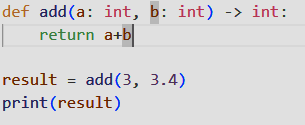 def add(a: int, b: int) -> int:
    return a+b

result = add(3, 3.4)
print(result)